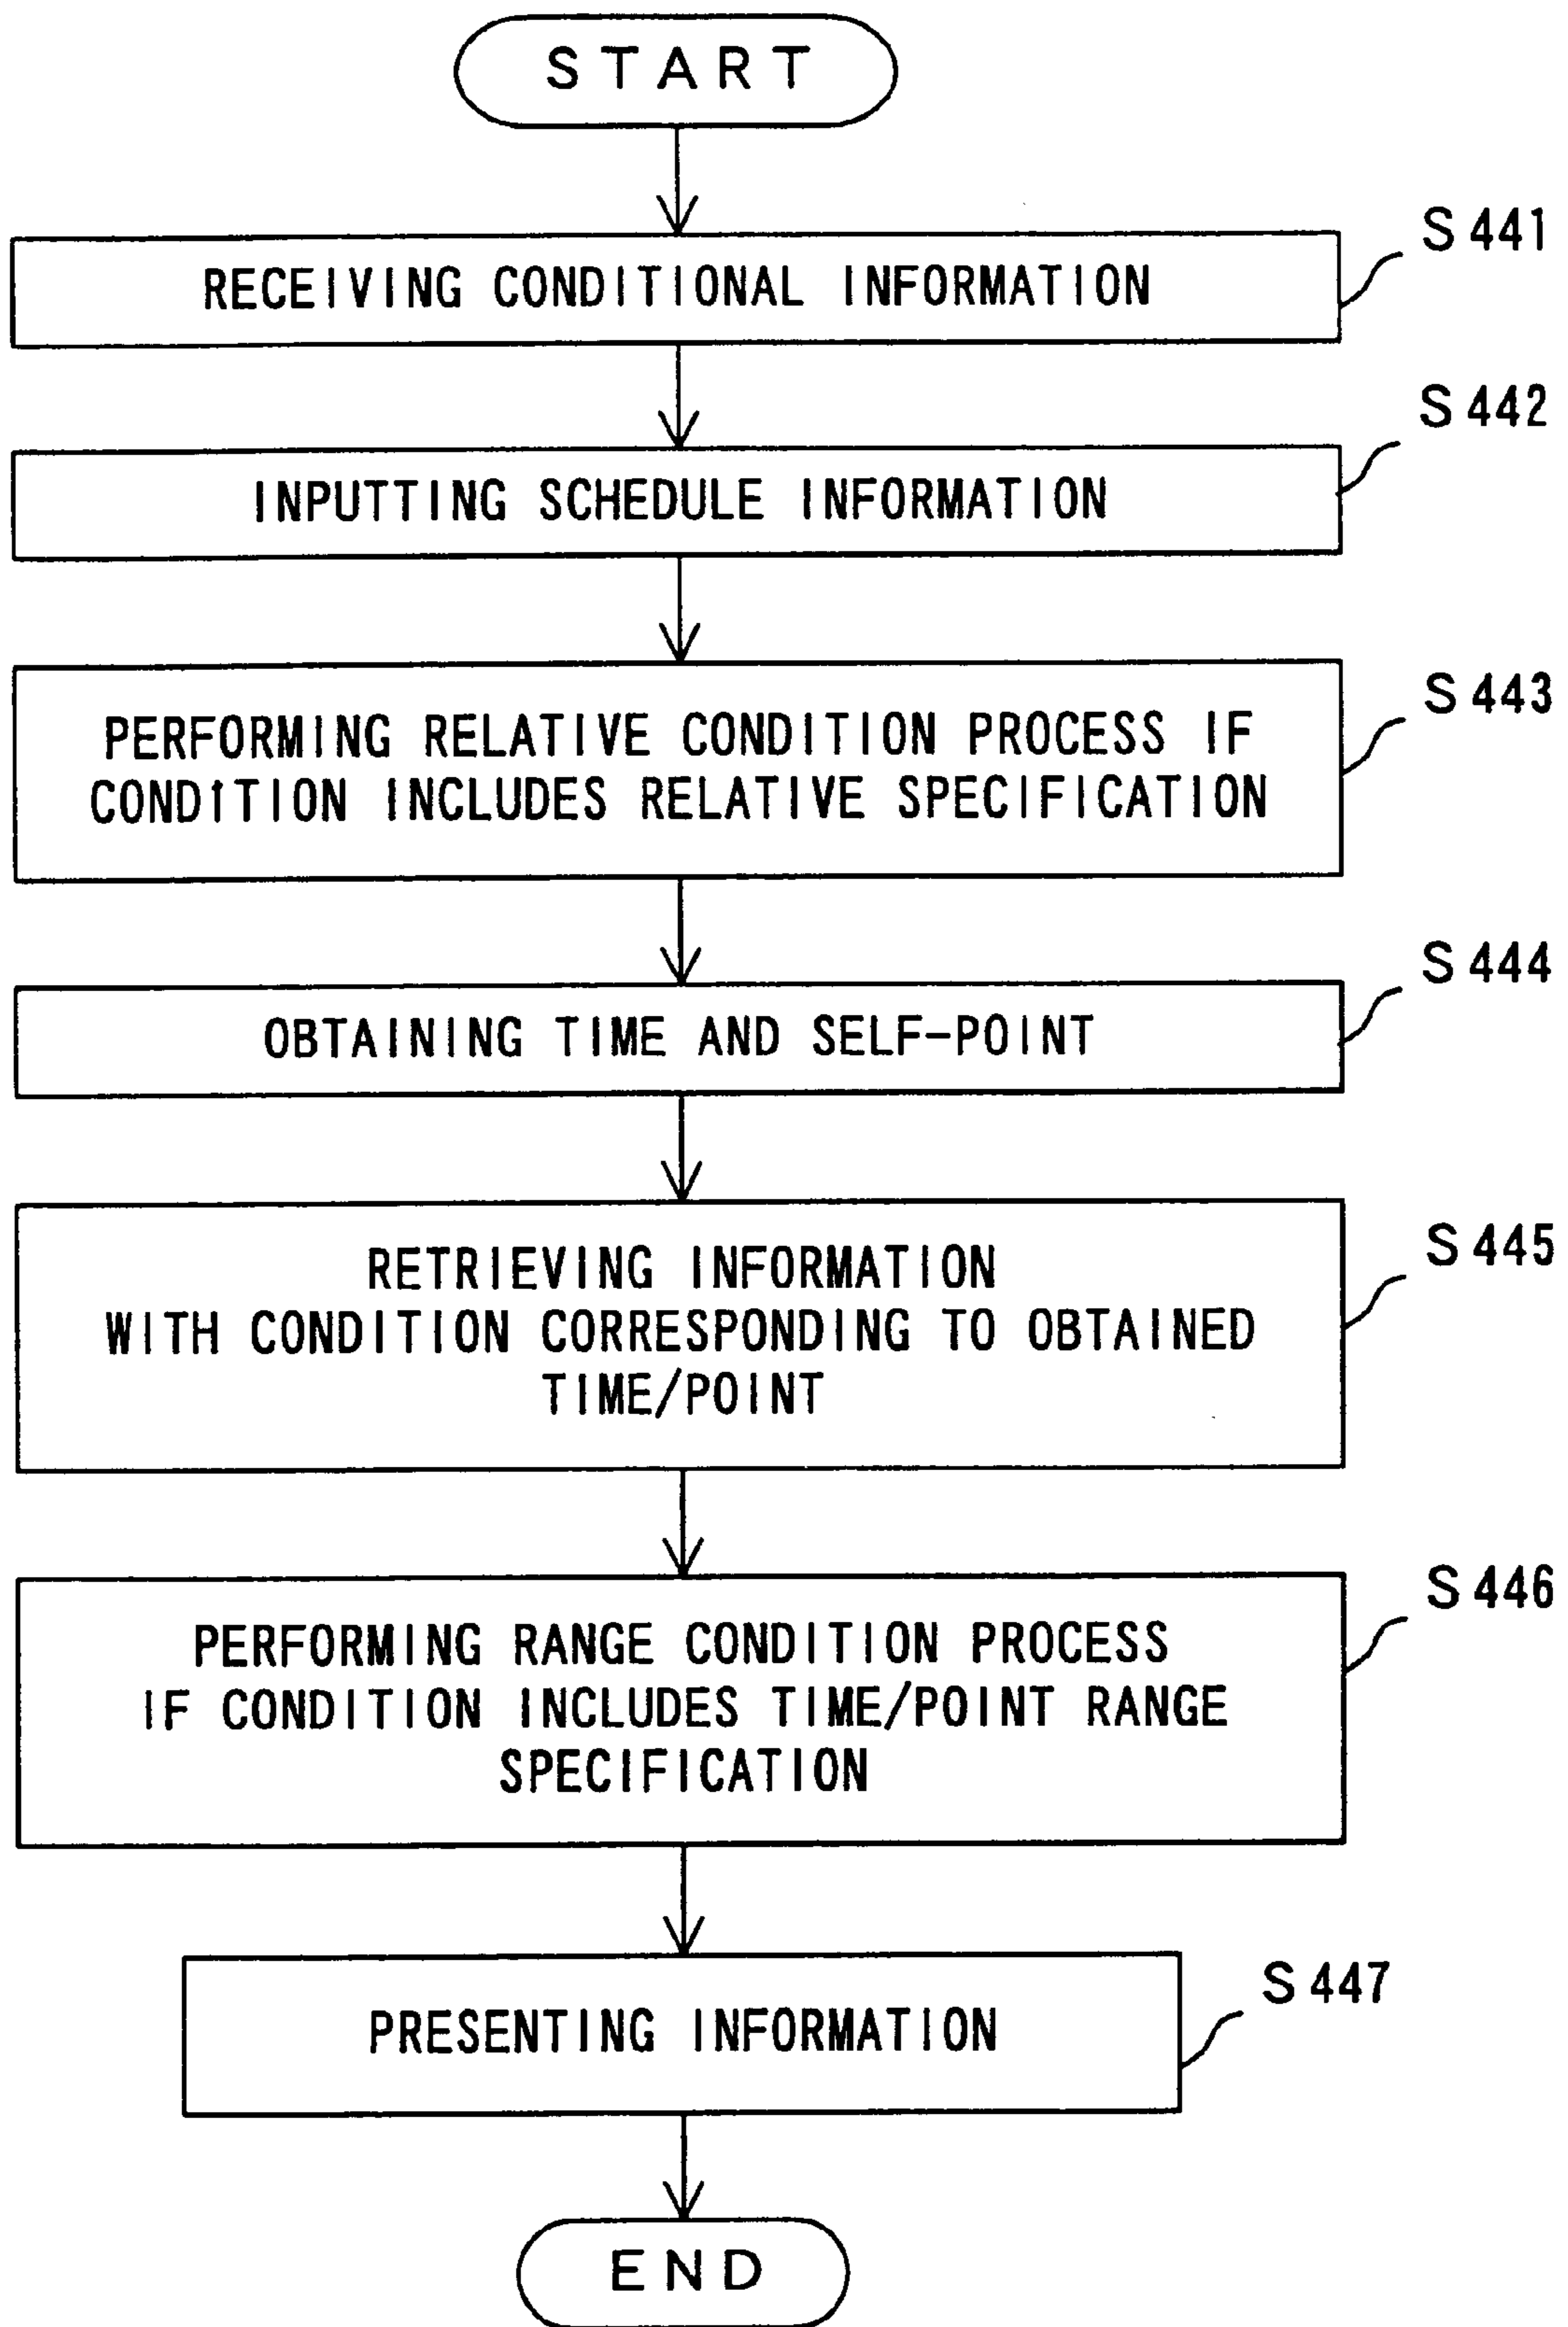 START
S441
RECEIVING CONDITIONAL INFORMATION
S442
INPUTTING SCHEDULE INFORMATION
S443
PERFORMING RELATIVE CONDITION PROCESS IF
CONDITION INCLUDES RELATIVE SPECIFICATION
S444
OBTAINING TIME AND SELF-POINT
S445
RETRIEVING INFORMATION
WITH CONDITION CORRESPONDING TO OBTAINED
TIME/POINT
S446
PERFORMING RANGE CONDITION PROCESS
IF CONDITION INCLUDES TIME/POINT RANGE
SPECIFICATION
S447
PRESENTING INFORMATION
END